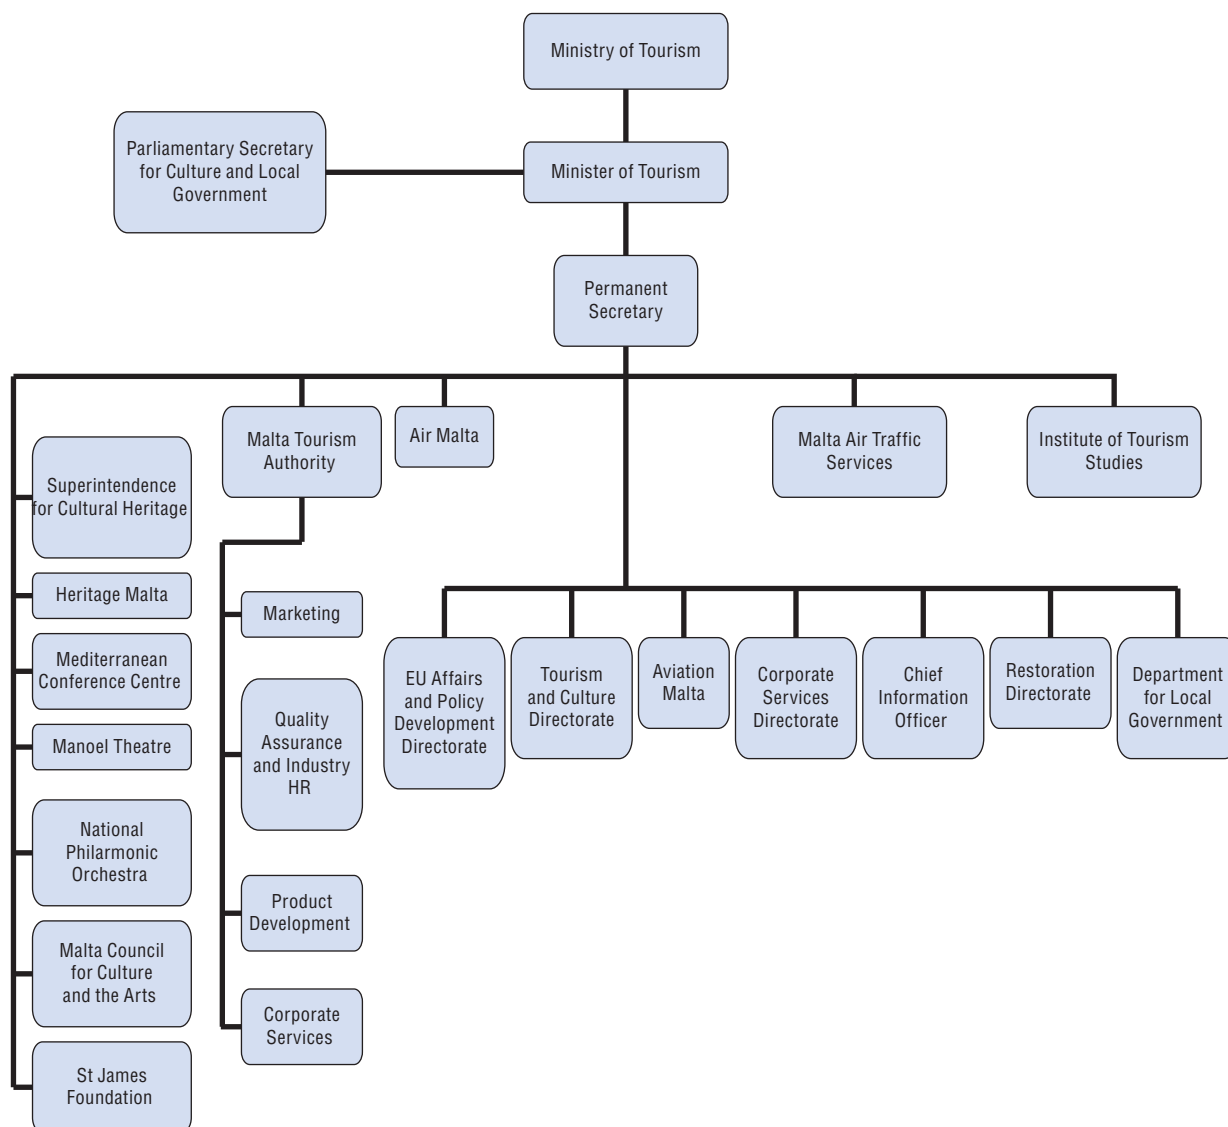 Ministry of Tourism
Parliamentary Secretary
for Culture and Local
Government
Minister of Tourism
Permanent
Secretary
Malta Tourism
Authority
Air Malta
Malta Air Traffic
Services
Institute of Tourism
Studies
Superintendence
for Cultural Heritage
Heritage Malta
Mediterranean
Conference Centre
Manoel Theatre
National
Philarmonic
Orchestra
Malta Council
for Culture
and the Arts
St James
Foundation
Marketing
Quality
Assurance
and Industry
HR
Product
Development
Corporate
Services
EU Affairs
and Policy
Development
Directorate
Tourism
and Culture
Directorate
Aviation
Malta
Corporate
Services
Directorate
Chief
Information
Officer
Restoration
Directorate
Department
for Local
Government